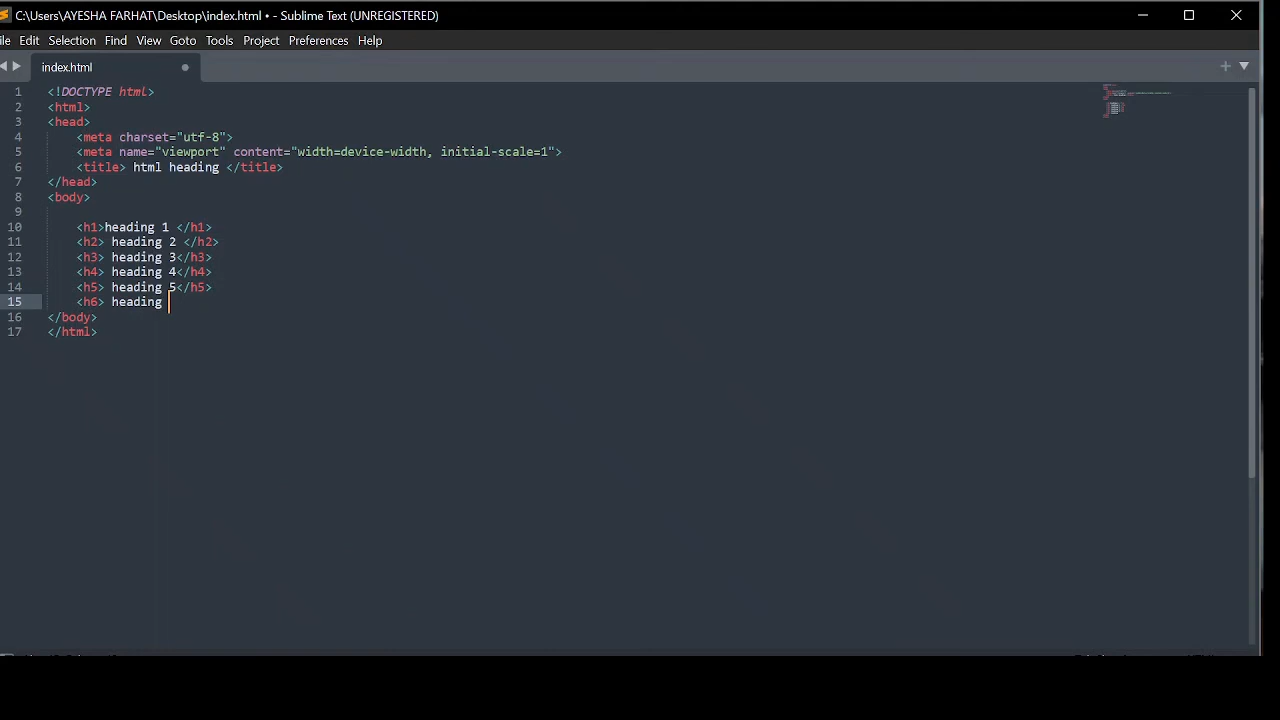 C:\Users\AYESHA FARHAT\Desktop\index.html • - Sublime Text (UNREGISTERED)
ile Edit Selection Find View Goto Tools Project Preferences Help
index.html
1 <!DOCTYPE html>
2 <html>
3 <head>
4 <meta charset="utf-8">
5 <meta name="viewport" content="width=device-width, initial-scale=1">
6 <title> html heading </title>
7 </head>
8 <body>
9
10 <h1>heading 1 </h1>
11 <h2> heading 2 </h2>
12 <h3> heading 3</h3>
13 <h4> heading 4</h4>
14 <h5> heading 5</h5>
15 <h6> heading
16 </body>
17 </html>